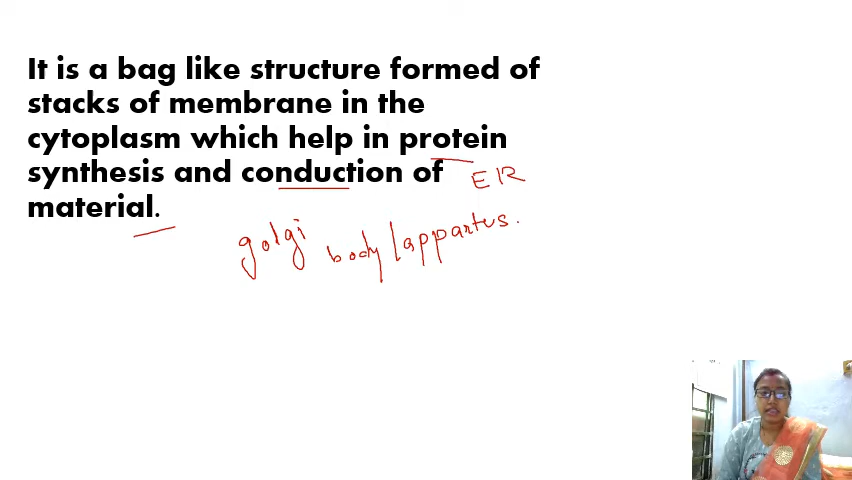 It is a bag like structure formed of
stacks of membrane in the
cytoplasm which help in protein
synthesis and conduction of
material.
ER
golgi body/appartus.